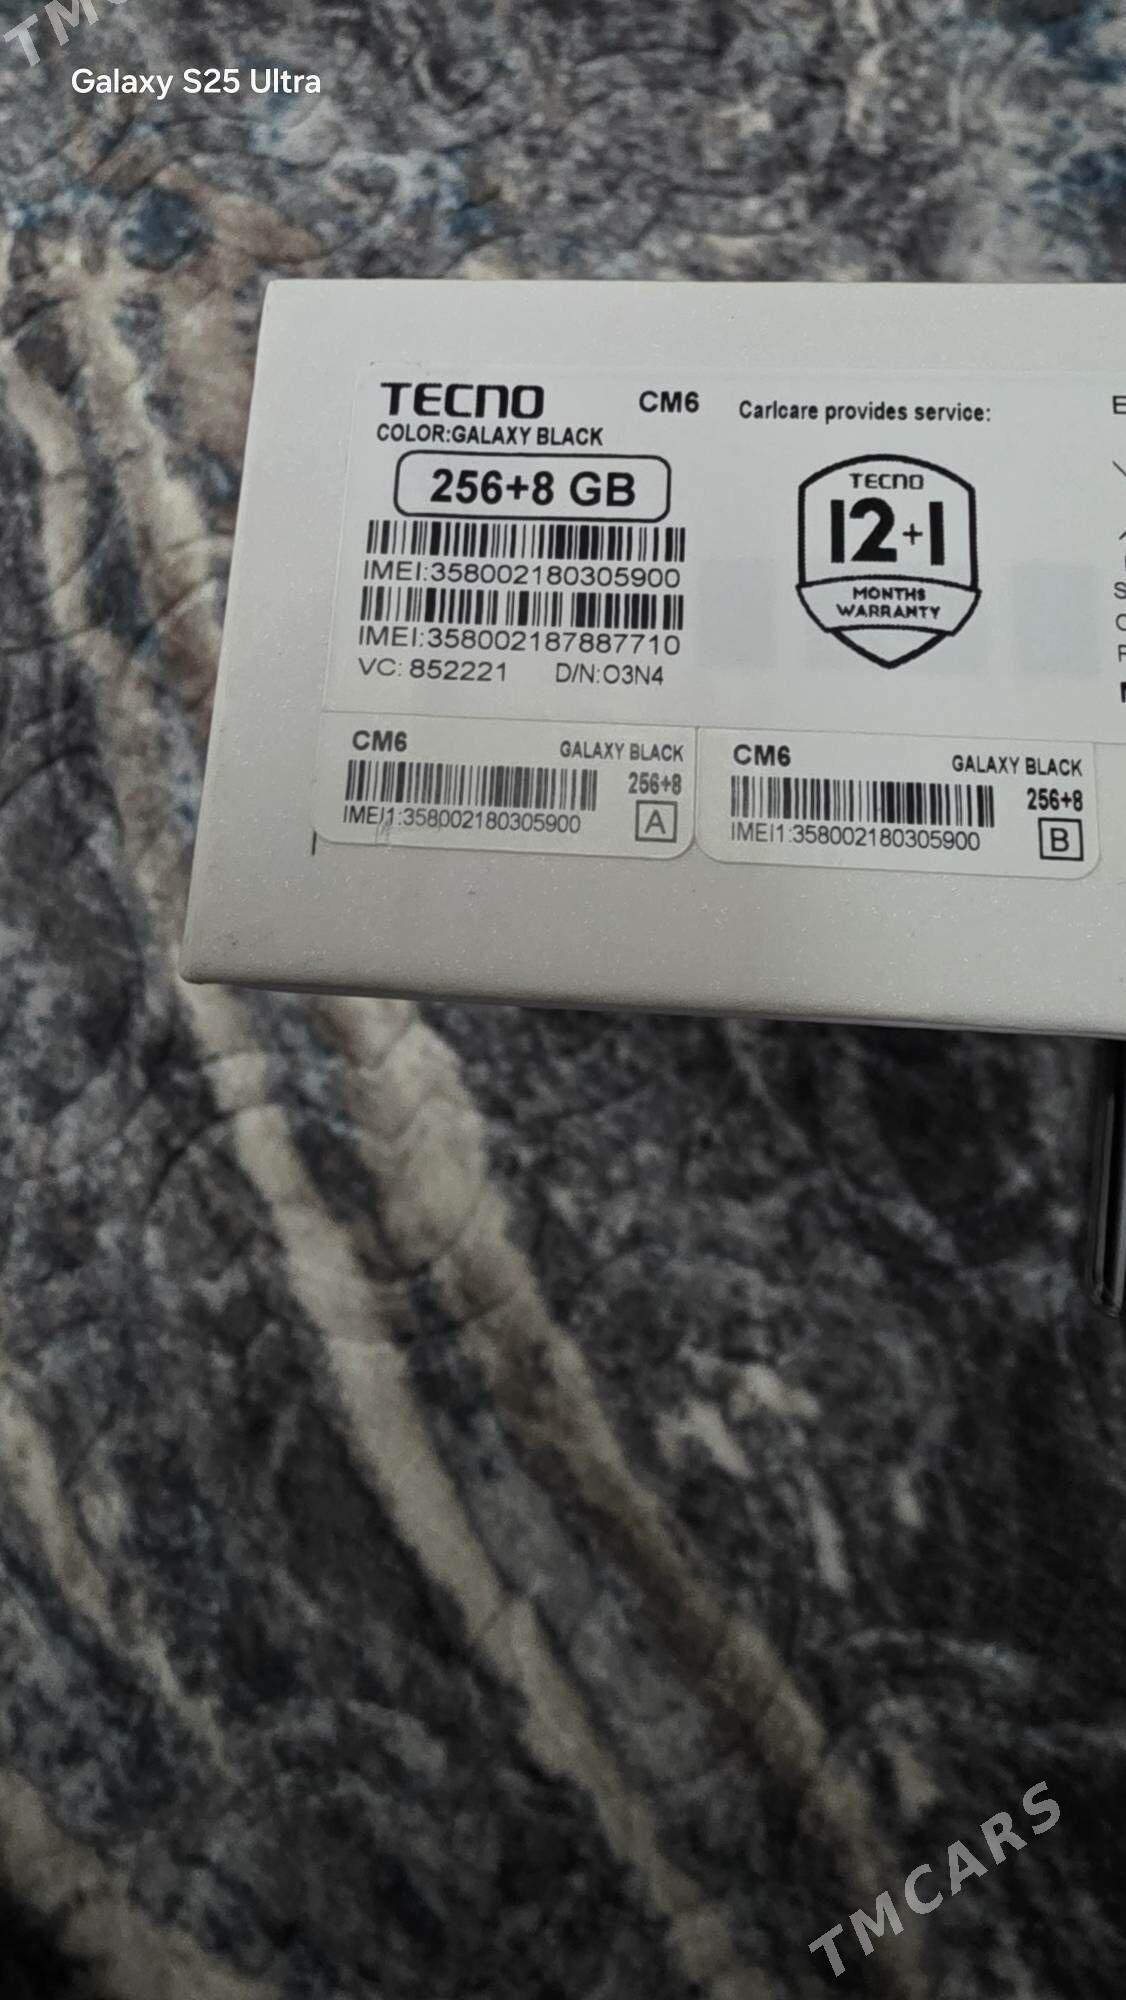 Galaxy S25 Ultra
TECNO CM6
COLOR:GALAXY BLACK
256+8 GB
IMEI:358002180305900
IMEI:358002187887710
VC: 852221 D/N:O3N4
Carlcare provides service:
TECNO
12+1
MONTHS
WARRANTY
CM6
GALAXY BLACK
256+8
IMEI1:358002180305900
A
CM6
GALAXY BLACK
256+8
IMEI1:358002180305900
B
TMCARS